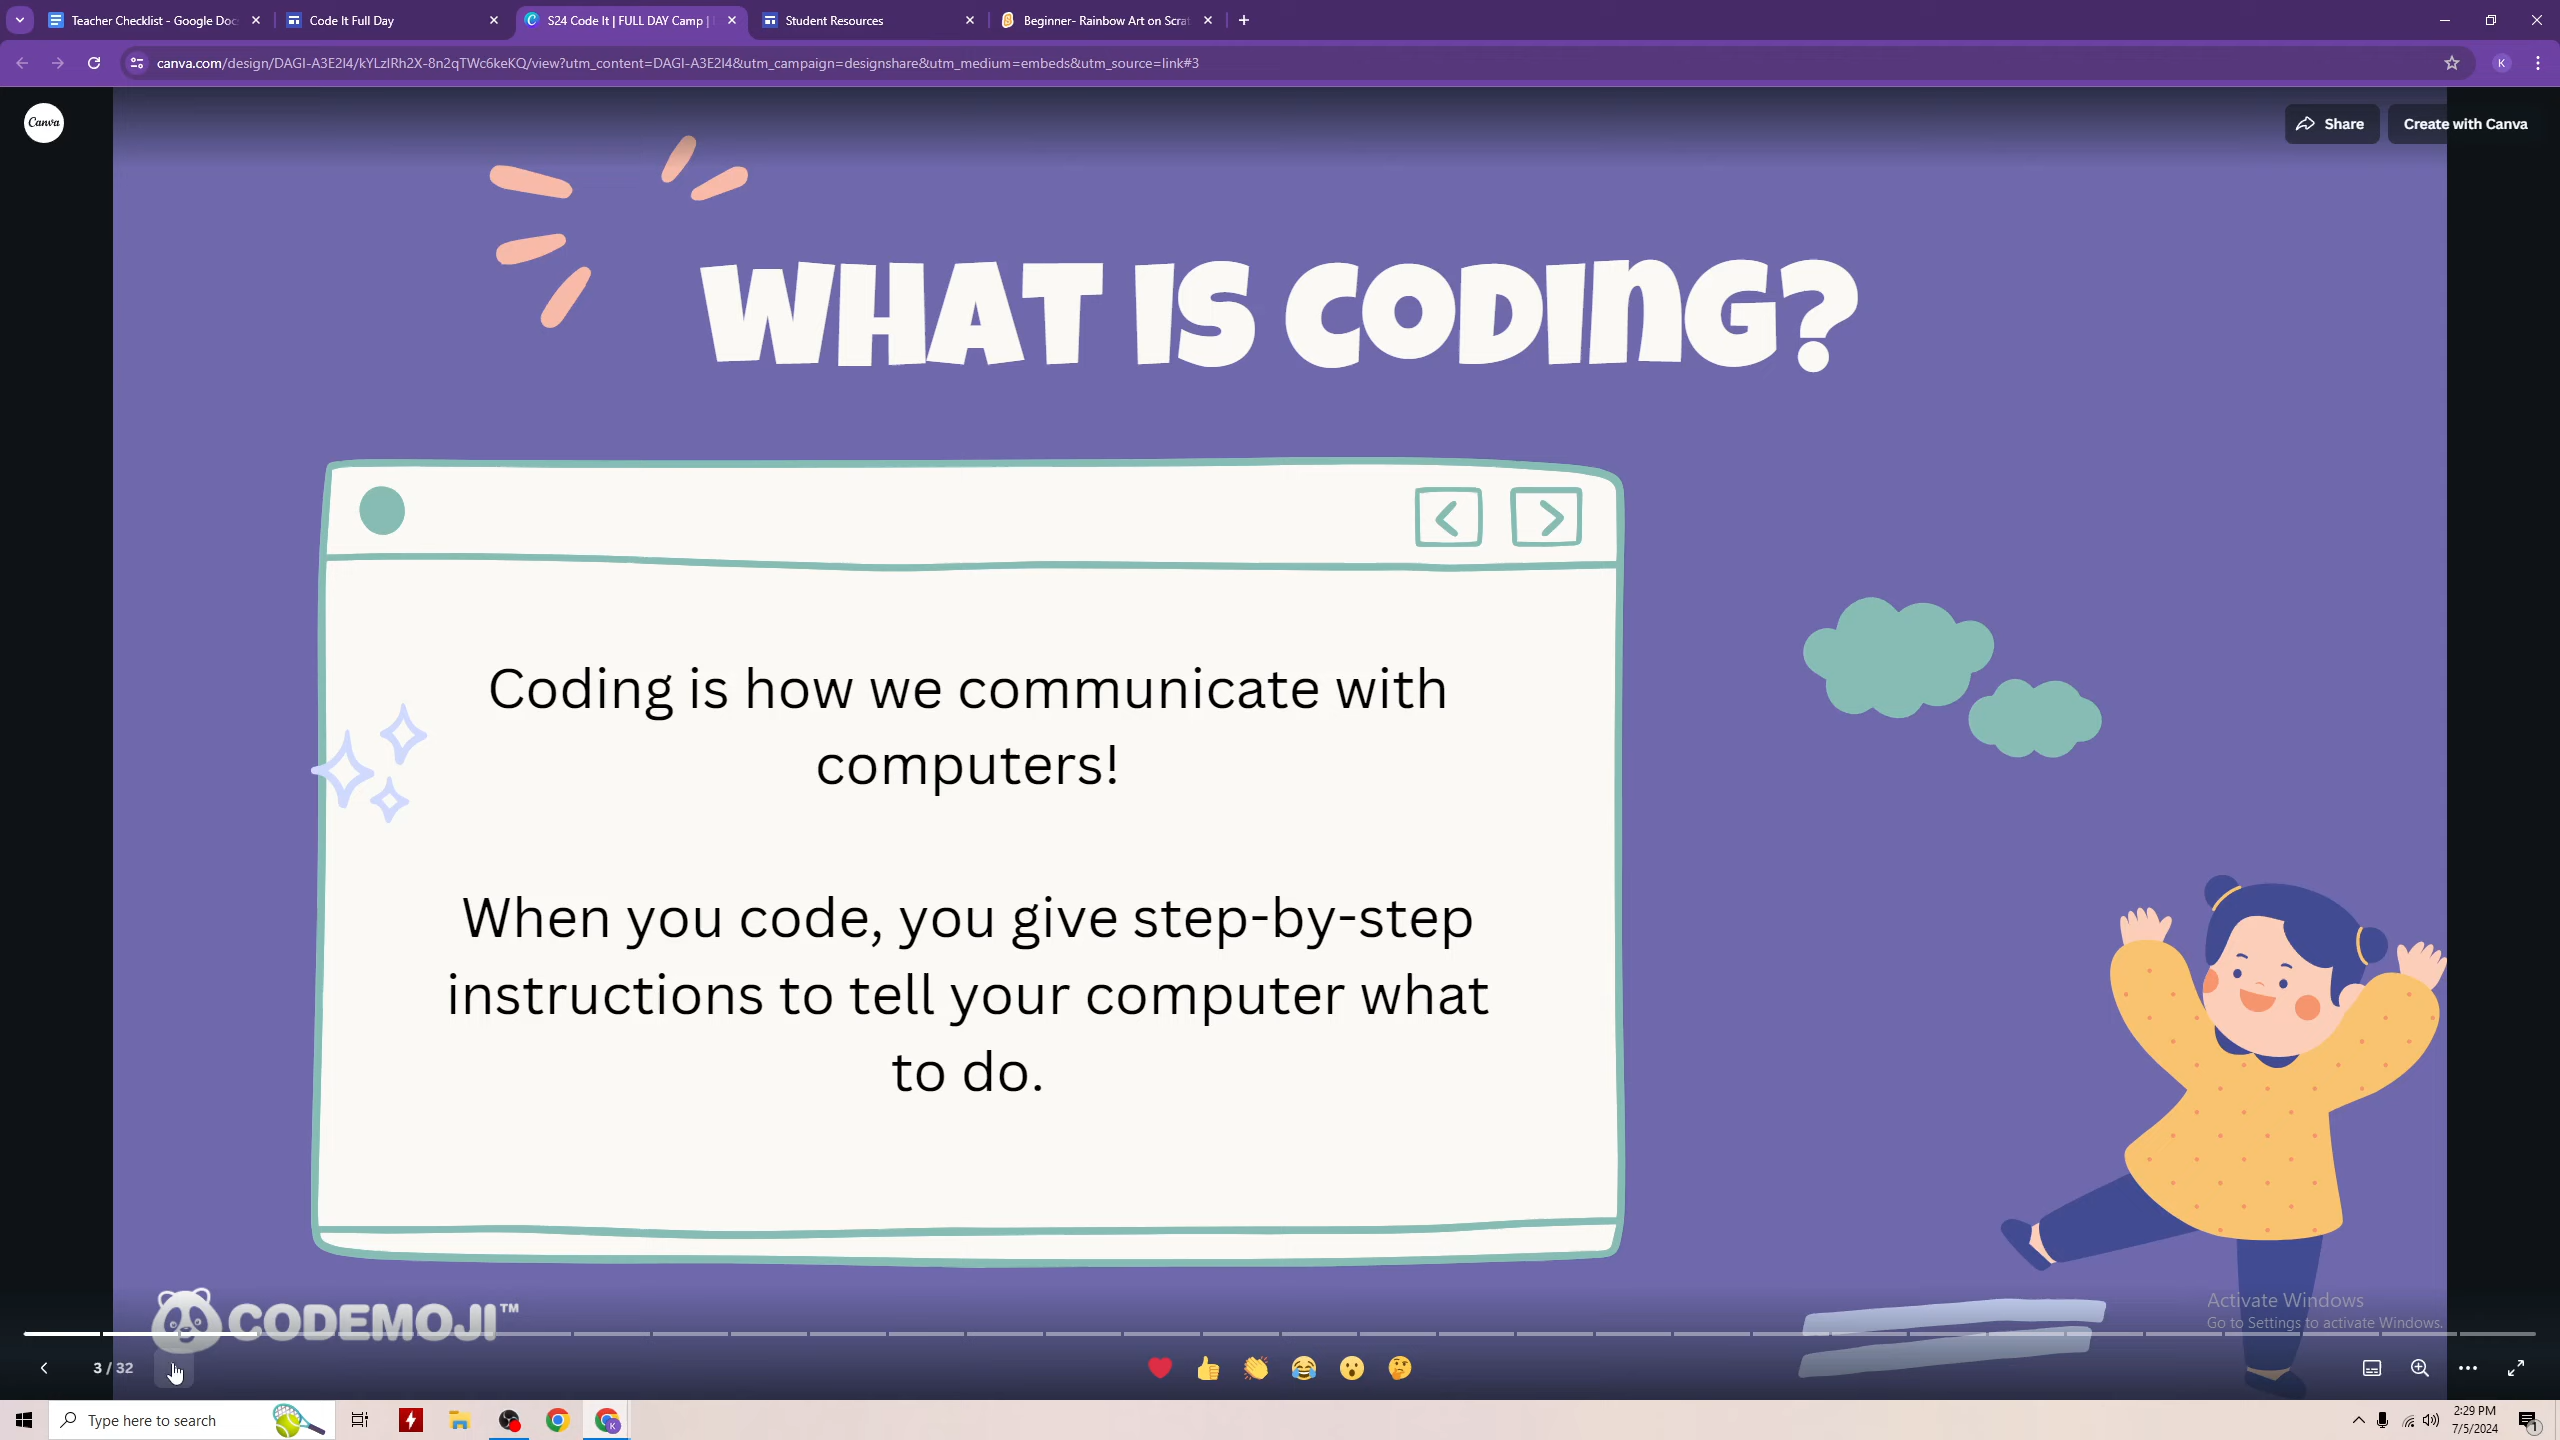 Teacher Checklist - Google Doc
Code It Full Day
S24 Code It | FULL DAY Camp |
Student Resources
Beginner- Rainbow Art on Scra
canva.com/design/DAGI-A3E2I4/kYLzIRh2X-8n2qTWc6keKQ/view?utm_content=DAGI-A3E2I4&utm_campaign=designshare&utm_medium=embeds&utm_source=link#3
K
Canva
Share
Create with Canva
WHAT IS CODING?
Coding is how we communicate with
computers!
When you code, you give step-by-step
instructions to tell your computer what
to do.
CODEMOJI™
Activate Windows
Go to Settings to activate Windows.
3 / 32
Type here to search
2:29 PM
7/5/2024
1